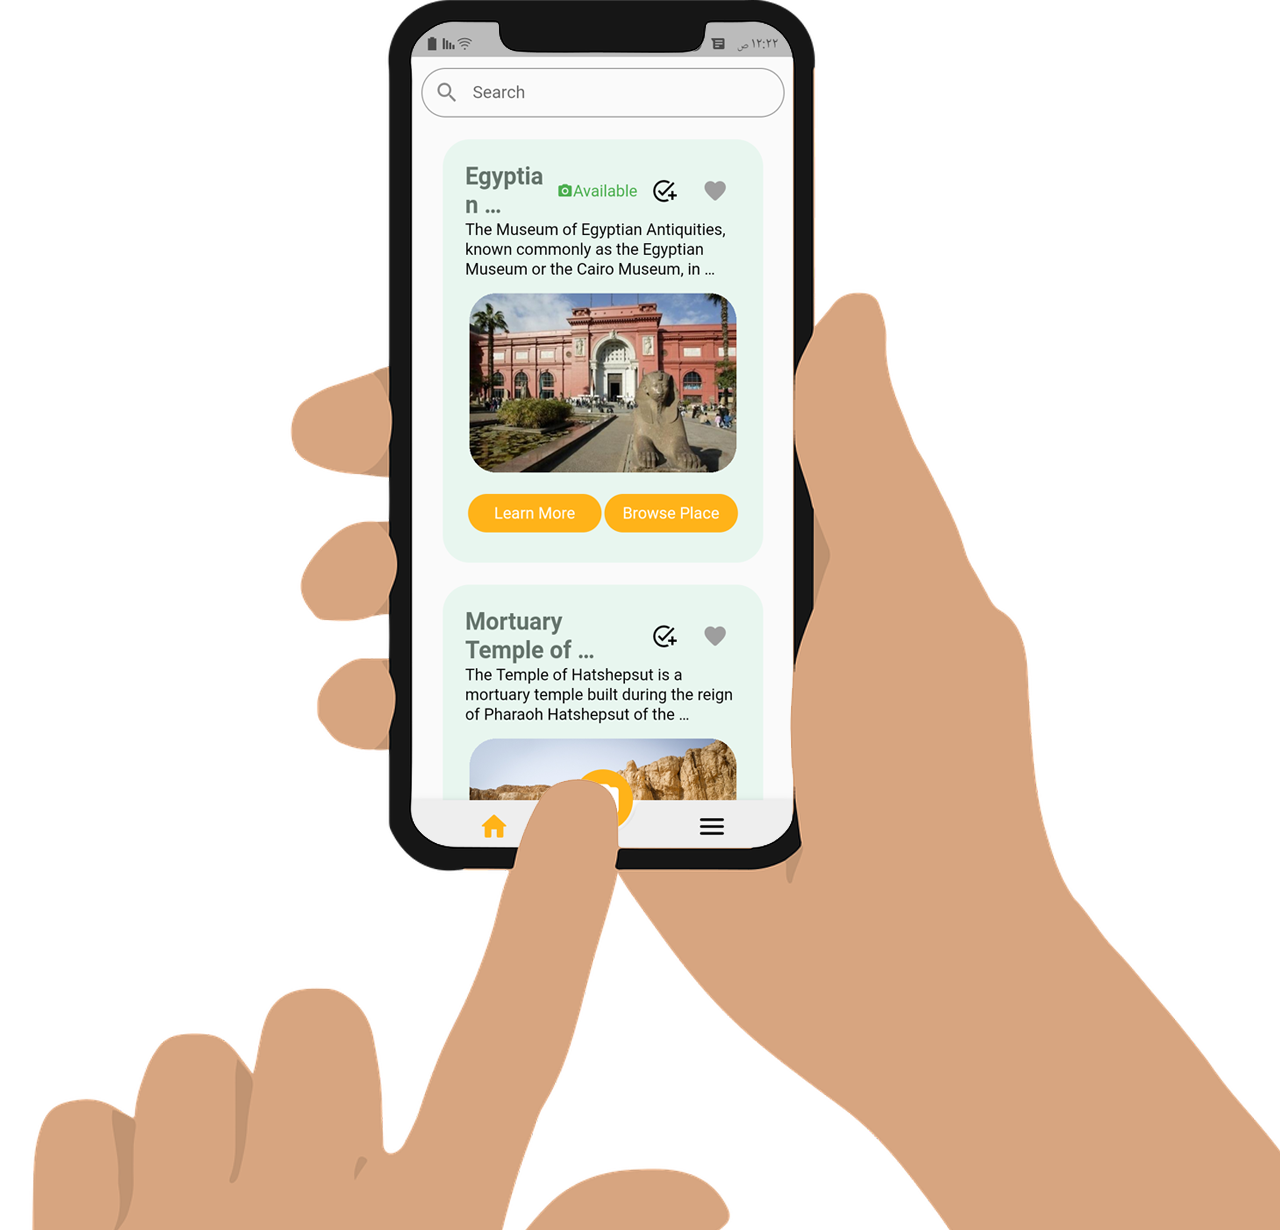 ١٢:٢٢ ص
Search
Egyptia
n ...
Available
The Museum of Egyptian Antiquities,
known commonly as the Egyptian
Museum or the Cairo Museum, in ...
Learn More
Browse Place
Mortuary
Temple of ...
The Temple of Hatshepsut is a
mortuary temple built during the reign
of Pharaoh Hatshepsut of the ...